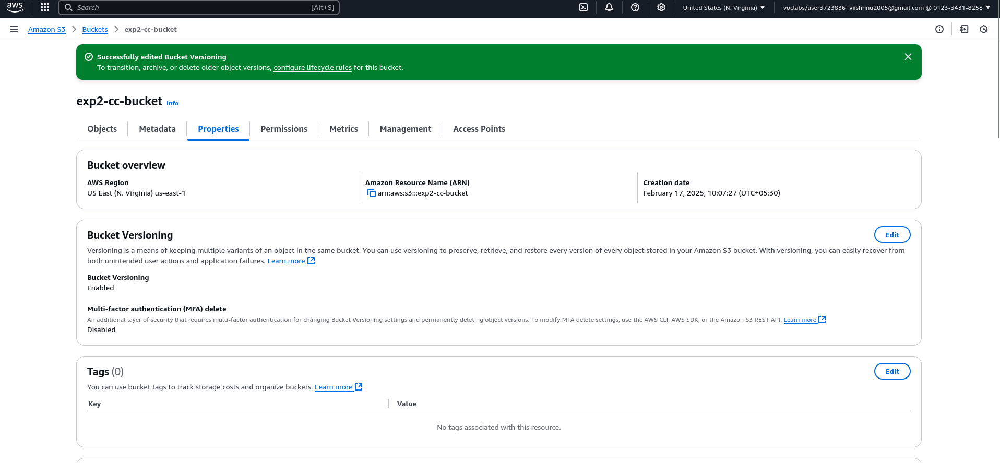 aws
Search
[Alt+S]
United States (N. Virginia)
voclabs/user3723836=viishhnu2005@gmail.com @ 0123-3431-8258
Amazon S3
Buckets
exp2-cc-bucket
Successfully edited Bucket Versioning
To transition, archive, or delete older object versions, configure lifecycle rules for this bucket.
exp2-cc-bucket Info
Objects
Metadata
Properties
Permissions
Metrics
Management
Access Points
Bucket overview
AWS Region
US East (N. Virginia) us-east-1
Amazon Resource Name (ARN)
arn:aws:s3:::exp2-cc-bucket
Creation date
February 17, 2025, 10:07:27 (UTC+05:30)
Bucket Versioning
Edit
Versioning is a means of keeping multiple variants of an object in the same bucket. You can use versioning to preserve, retrieve, and restore every version of every object stored in your Amazon S3 bucket. With versioning, you can easily recover from
both unintended user actions and application failures. Learn more
Bucket Versioning
Enabled
Multi-factor authentication (MFA) delete
An additional layer of security that requires multi-factor authentication for changing Bucket Versioning settings and permanently deleting object versions. To modify MFA delete settings, use the AWS CLI, AWS SDK, or the Amazon S3 REST API. Learn more
Disabled
Tags (0)
Edit
You can use bucket tags to track storage costs and organize buckets. Learn more
Key
Value
No tags associated with this resource.